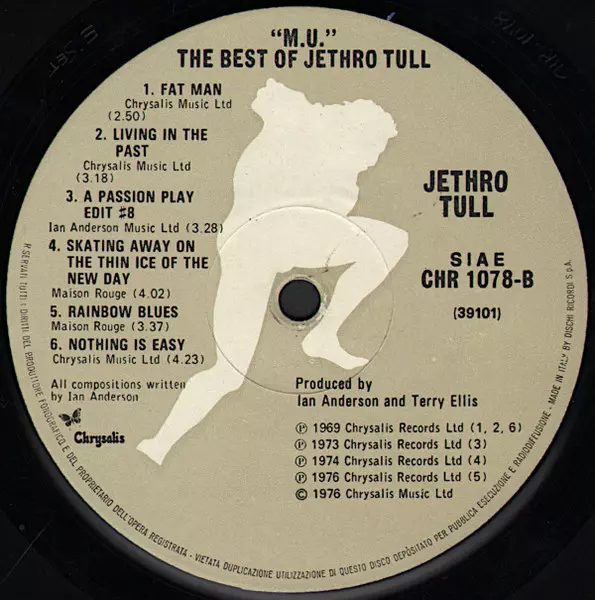 "M.U."
THE BEST OF JETHRO TULL
1. FAT MAN
Chrysalis Music Ltd
(2.50)
2. LIVING IN THE
PAST
Chrysalis Music Ltd
(3.18)
3. A PASSION PLAY
EDIT #8
Ian Anderson Music Ltd (3.28)
4. SKATING AWAY ON
THE THIN ICE OF THE
NEW DAY
Maison Rouge (4.02)
5. RAINBOW BLUES
Maison Rouge (3.37)
6. NOTHING IS EASY
Chrysalis Music Ltd (4.23)
All compositions written
by Ian Anderson
Chrysalis
JETHRO
TULL
SIAE
CHR 1078-B
(39101)
Produced by
Ian Anderson and Terry Ellis
Ⓟ 1969 Chrysalis Records Ltd (1, 2, 6)
Ⓟ 1973 Chrysalis Records Ltd (3)
Ⓟ 1974 Chrysalis Records Ltd (4)
Ⓟ 1976 Chrysalis Records Ltd (5)
© 1976 Chrysalis Music Ltd
RISERVATI TUTTI I DIRITTI DEL PRODUTTORE FONOGRAFICO E DEL PROPRIETARIO DELL'OPERA REGISTRATA - VIETATA DUPLICAZIONE UTILIZZAZIONE DI QUESTO DISCO DEPÒSITATO PER PUBBLICA ESECUZIONE E RADIODIFFUSIONE - MADE IN ITALY BY DISCHI RICORDI S.p.A.